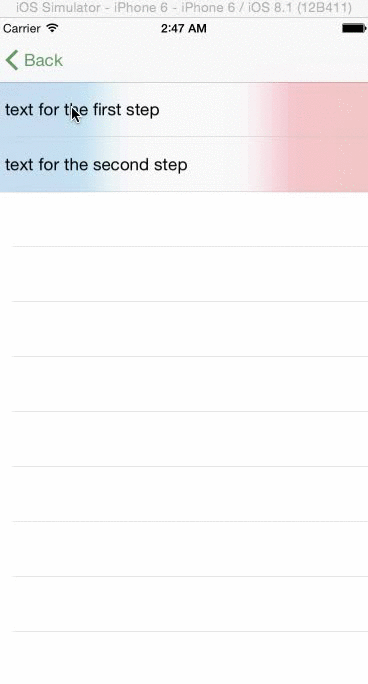 iOS Simulator - iPhone 6 - iPhone 6 / iOS 8.1 (12B411)
Carrier 2:47 AM
Back
text for the first step
text for the second step